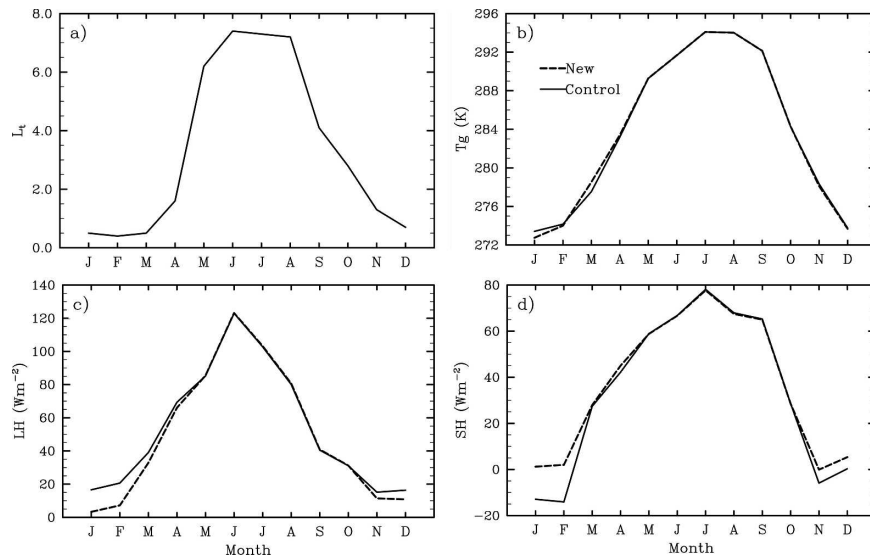 a)
8.0
6.0
4.0
2.0
0.0
L_t
J F M A M J J A S O N D
b)
296
292
288
284
280
276
272
Tg (K)
New
Control
J F M A M J J A S O N D
c)
140
120
100
80
60
40
20
0
LH (Wm⁻²)
J F M A M J J A S O N D
Month
d)
80
60
40
20
0
−20
SH (Wm⁻²)
J F M A M J J A S O N D
Month